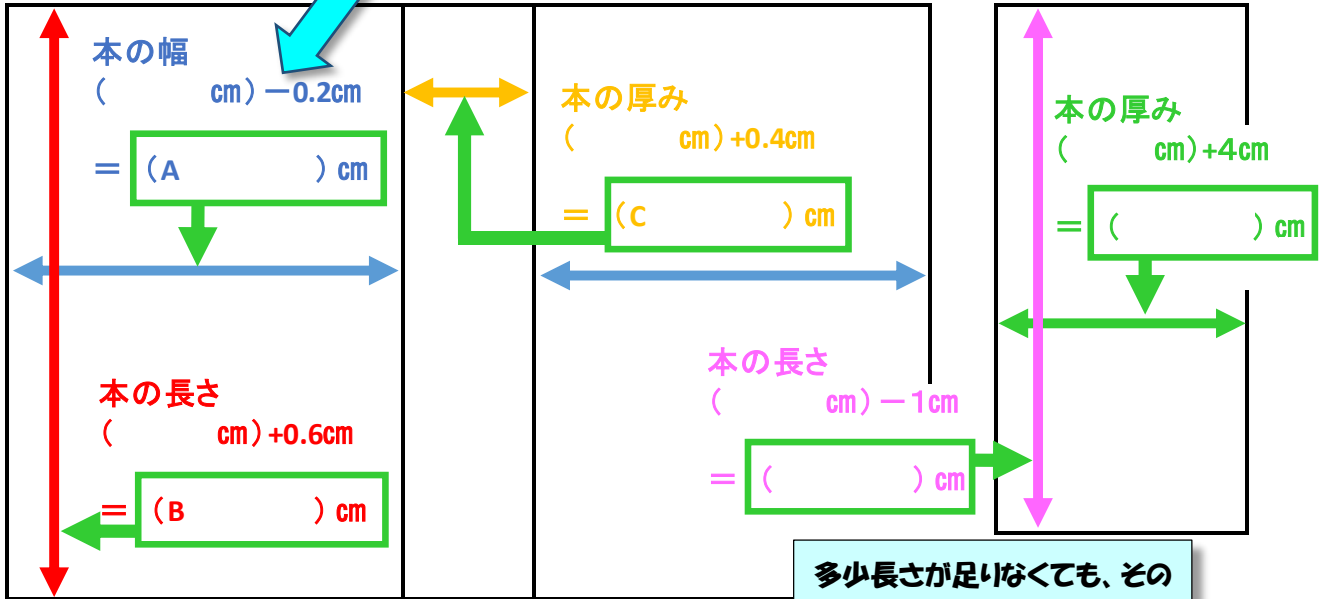 本の幅
(　　　cm)－0.2cm
＝ (A　　　) cm
本の長さ
(　　　cm)+0.6cm
＝ (B　　　) cm
本の厚み
(　　　cm)+0.4cm
＝ (C　　　) cm
本の長さ
(　　　cm)－1cm
＝ (　　　) cm
本の厚み
(　　　cm)+4cm
＝ (　　　) cm
多少長さが足りなくても、その